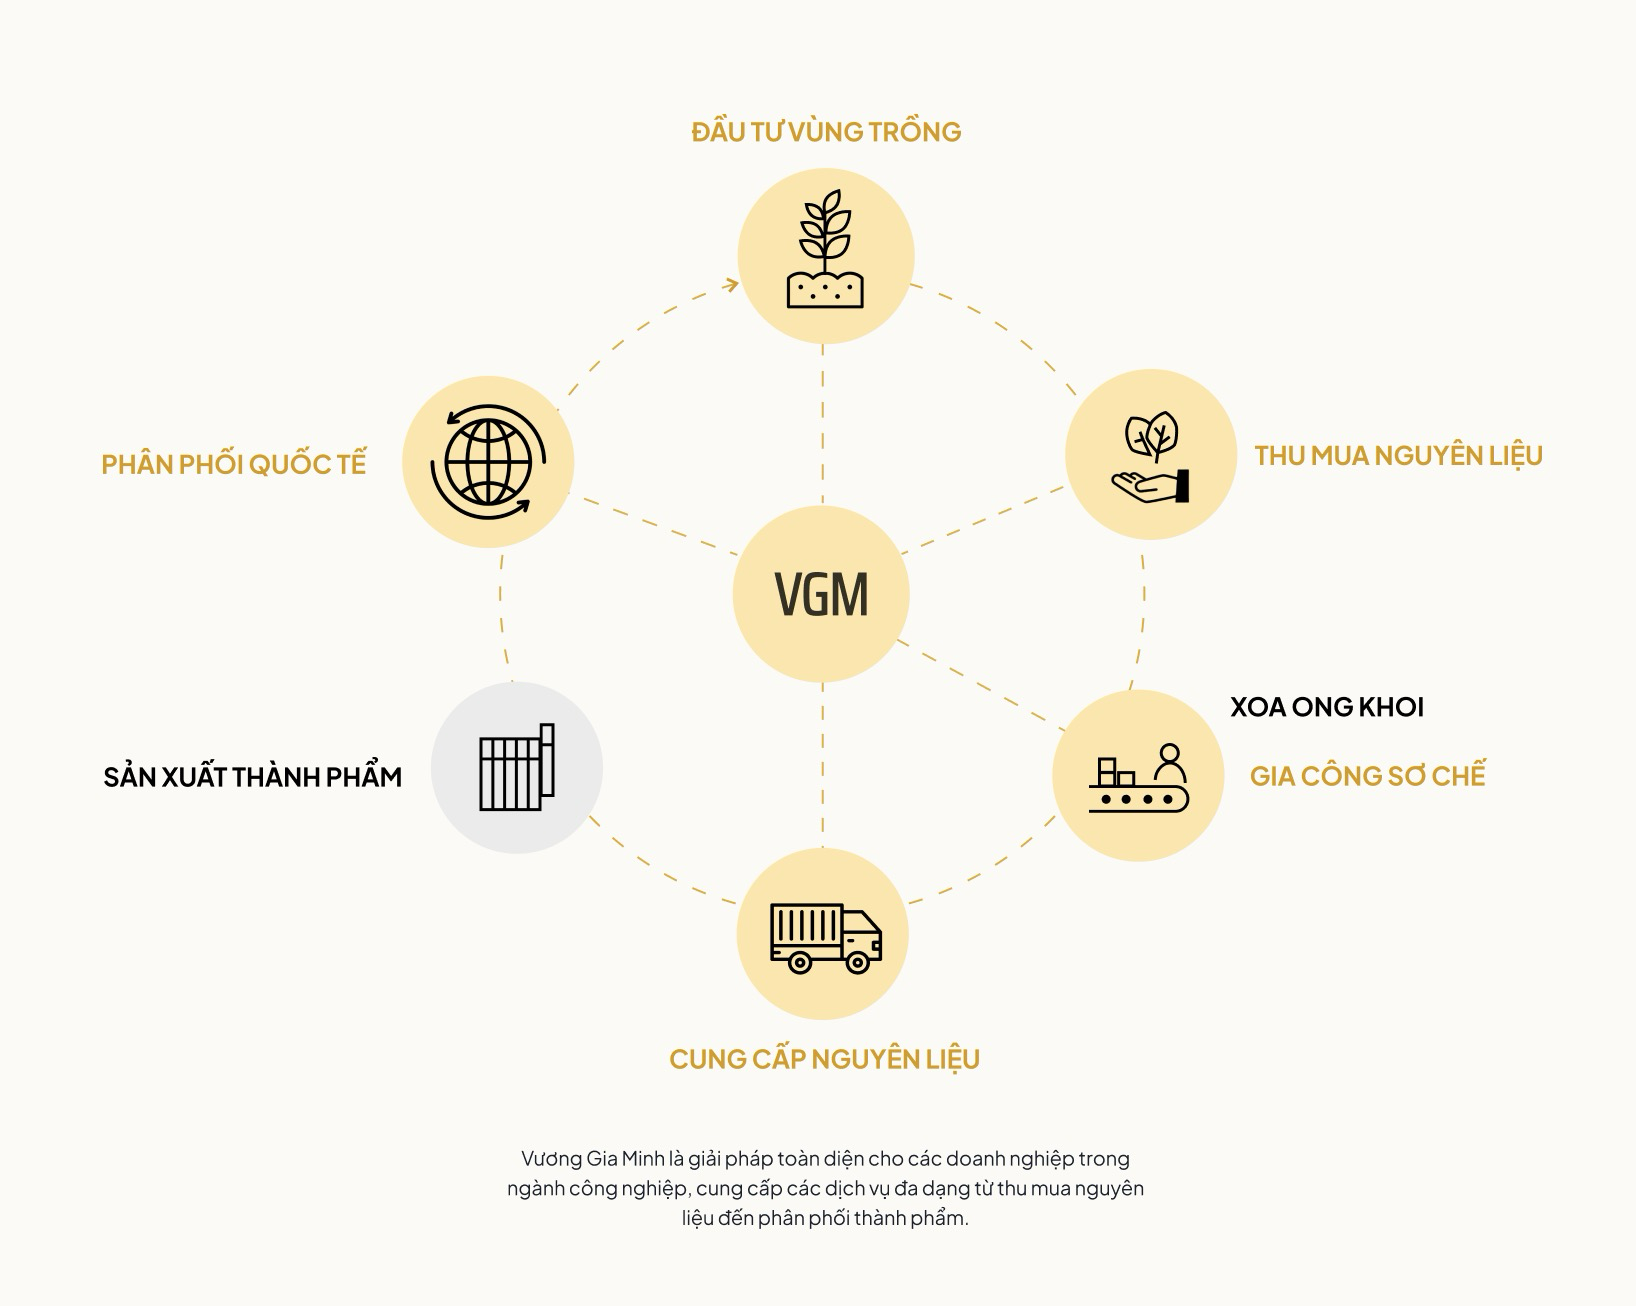 ĐẦU TƯ VÙNG TRỒNG
PHÂN PHỐI QUỐC TẾ
THU MUA NGUYÊN LIỆU
VGM
XOA ONG KHOI
SẢN XUẤT THÀNH PHẨM
GIA CÔNG SƠ CHẾ
CUNG CẤP NGUYÊN LIỆU
Vương Gia Minh là giải pháp toàn diện cho các doanh nghiệp trong
ngành công nghiệp, cung cấp các dịch vụ đa dạng từ thu mua nguyên
liệu đến phân phối thành phẩm.